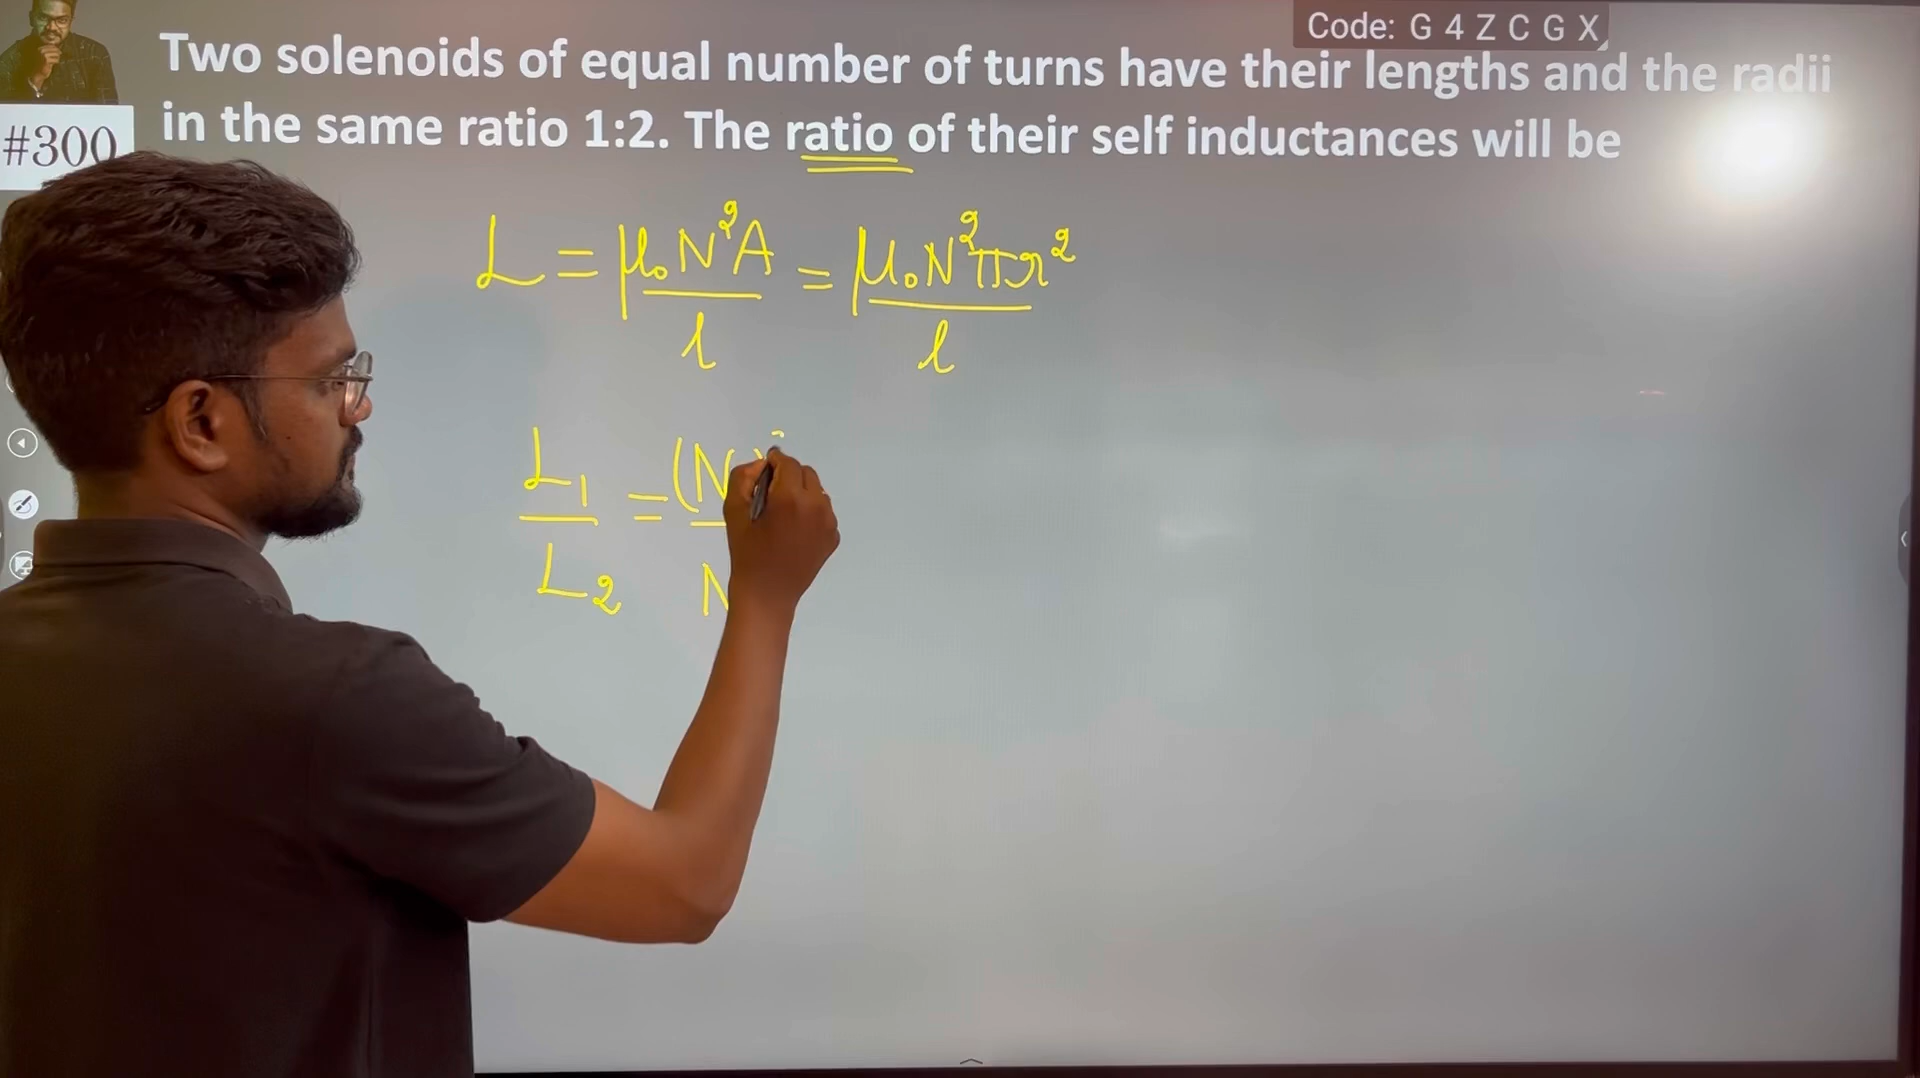 Code: G 4 Z C G X
Two solenoids of equal number of turns have their lengths and the radii
#300
in the same ratio 1:2. The ratio of their self inductances will be
L = μ₀N²A / l = μ₀N²πr² / l
L₁ / L₂ = (N / N